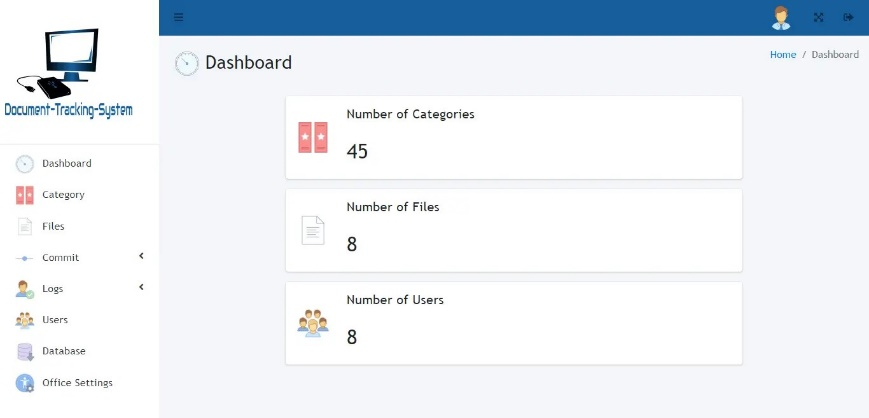 Document-Tracking-System
Dashboard
Category
Files
Commit
Logs
Users
Database
Office Settings
Dashboard
Home / Dashboard
Number of Categories
45
Number of Files
8
Number of Users
8